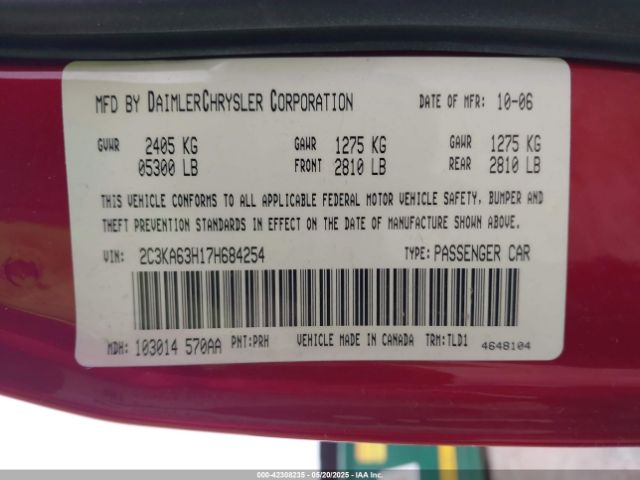 MFD BY DAIMLERCHRYSLER CORPORATION DATE OF MFR: 10-06
GVWR 2405 KG GAWR 1275 KG GAWR 1275 KG
05300 LB FRONT 2810 LB REAR 2810 LB
THIS VEHICLE CONFORMS TO ALL APPLICABLE FEDERAL MOTOR VEHICLE SAFETY, BUMPER AND
THEFT PREVENTION STANDARDS IN EFFECT ON THE DATE OF MANUFACTURE SHOWN ABOVE.
VIN: 2C3KA63H17H684254 TYPE: PASSENGER CAR
MDH: 103014 570AA PNT:PRH VEHICLE MADE IN CANADA TRM:TLD1 4648104
000-42308235 - 05/20/2025 - IAA Inc.